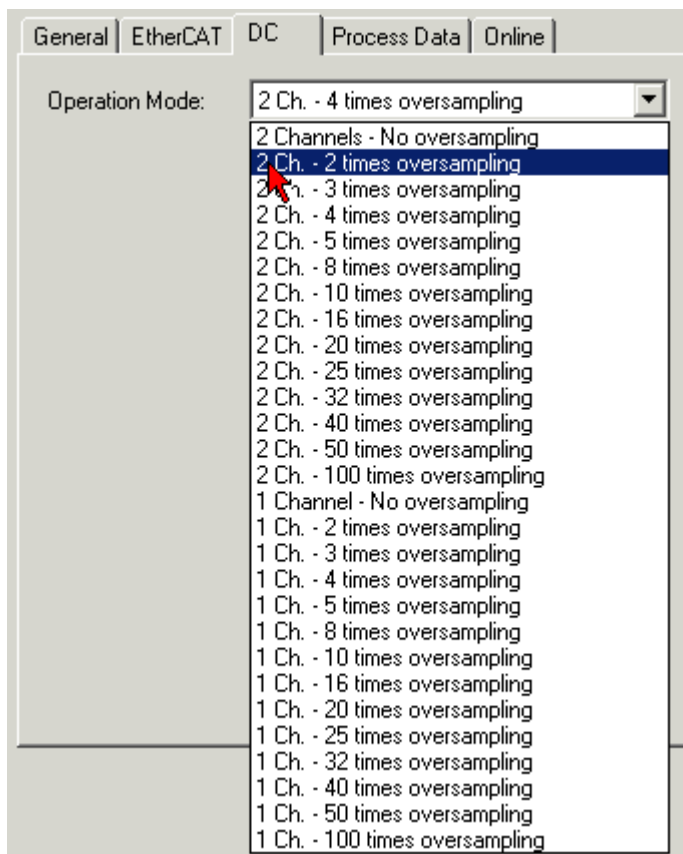 General EtherCAT DC Process Data Online
Operation Mode: 2 Ch. - 4 times oversampling
2 Channels - No oversampling
2 Ch. - 2 times oversampling
2 Ch. - 3 times oversampling
2 Ch. - 4 times oversampling
2 Ch. - 5 times oversampling
2 Ch. - 8 times oversampling
2 Ch. - 10 times oversampling
2 Ch. - 16 times oversampling
2 Ch. - 20 times oversampling
2 Ch. - 25 times oversampling
2 Ch. - 32 times oversampling
2 Ch. - 40 times oversampling
2 Ch. - 50 times oversampling
2 Ch. - 100 times oversampling
1 Channel - No oversampling
1 Ch. - 2 times oversampling
1 Ch. - 3 times oversampling
1 Ch. - 4 times oversampling
1 Ch. - 5 times oversampling
1 Ch. - 8 times oversampling
1 Ch. - 10 times oversampling
1 Ch. - 16 times oversampling
1 Ch. - 20 times oversampling
1 Ch. - 25 times oversampling
1 Ch. - 32 times oversampling
1 Ch. - 40 times oversampling
1 Ch. - 50 times oversampling
1 Ch. - 100 times oversampling